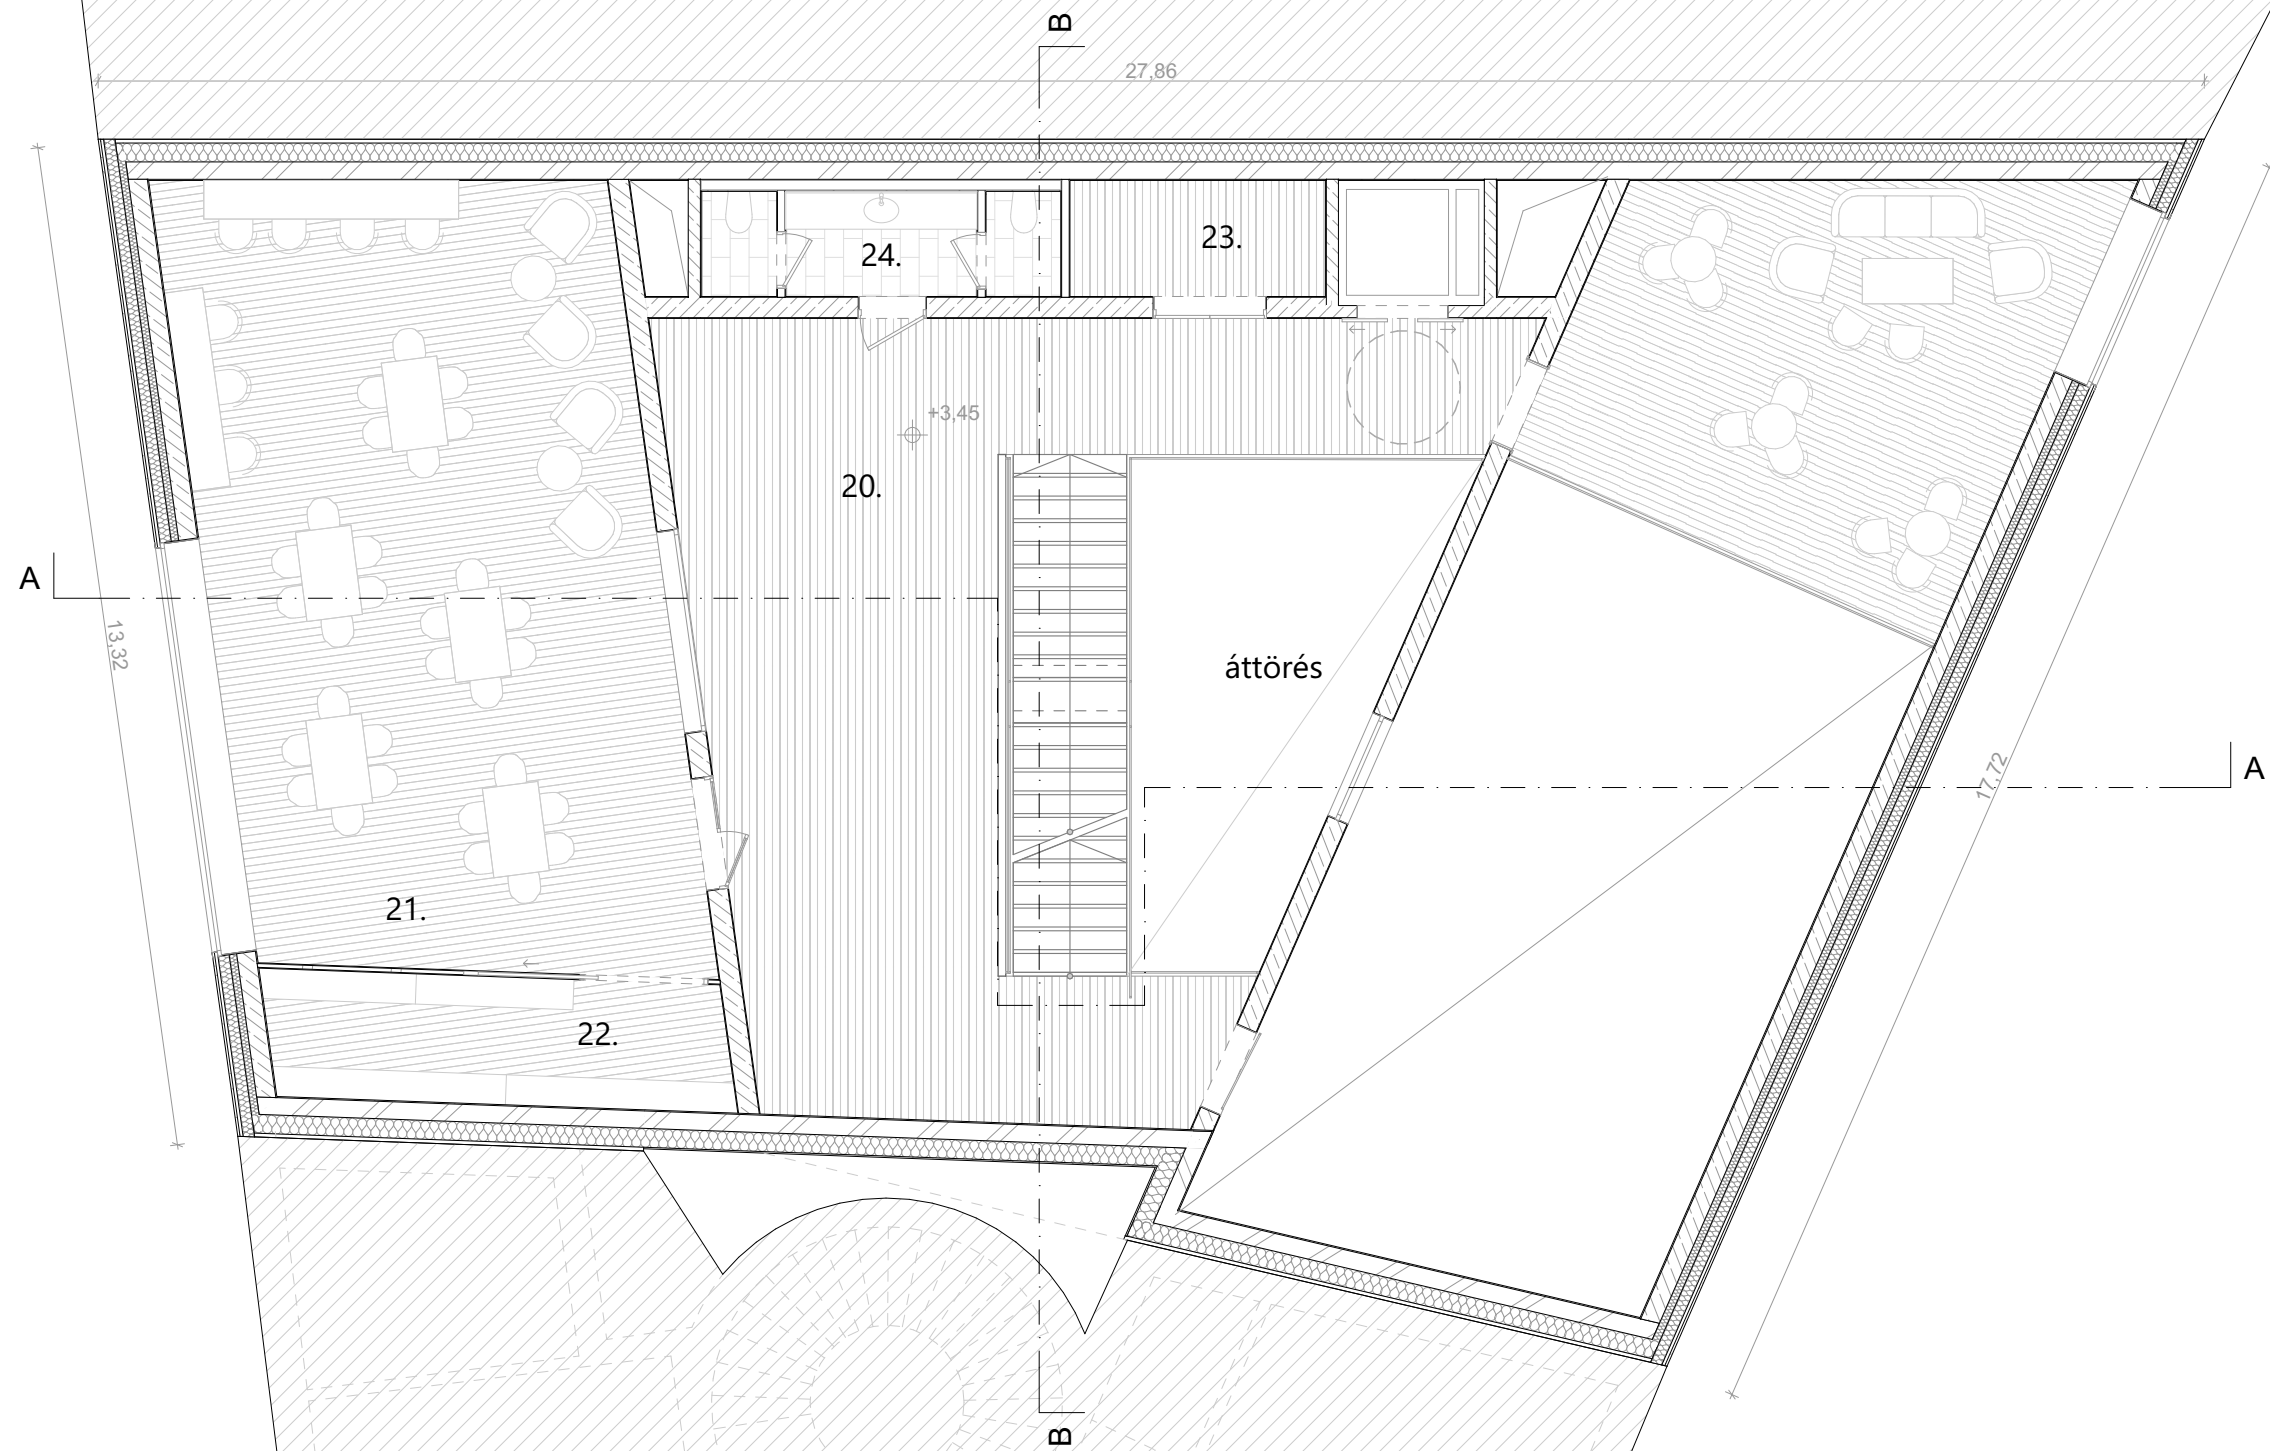 B
27,86
24.
23.
+3,45
20.
A
13,32
áttörés
A
17,72
21.
22.
B